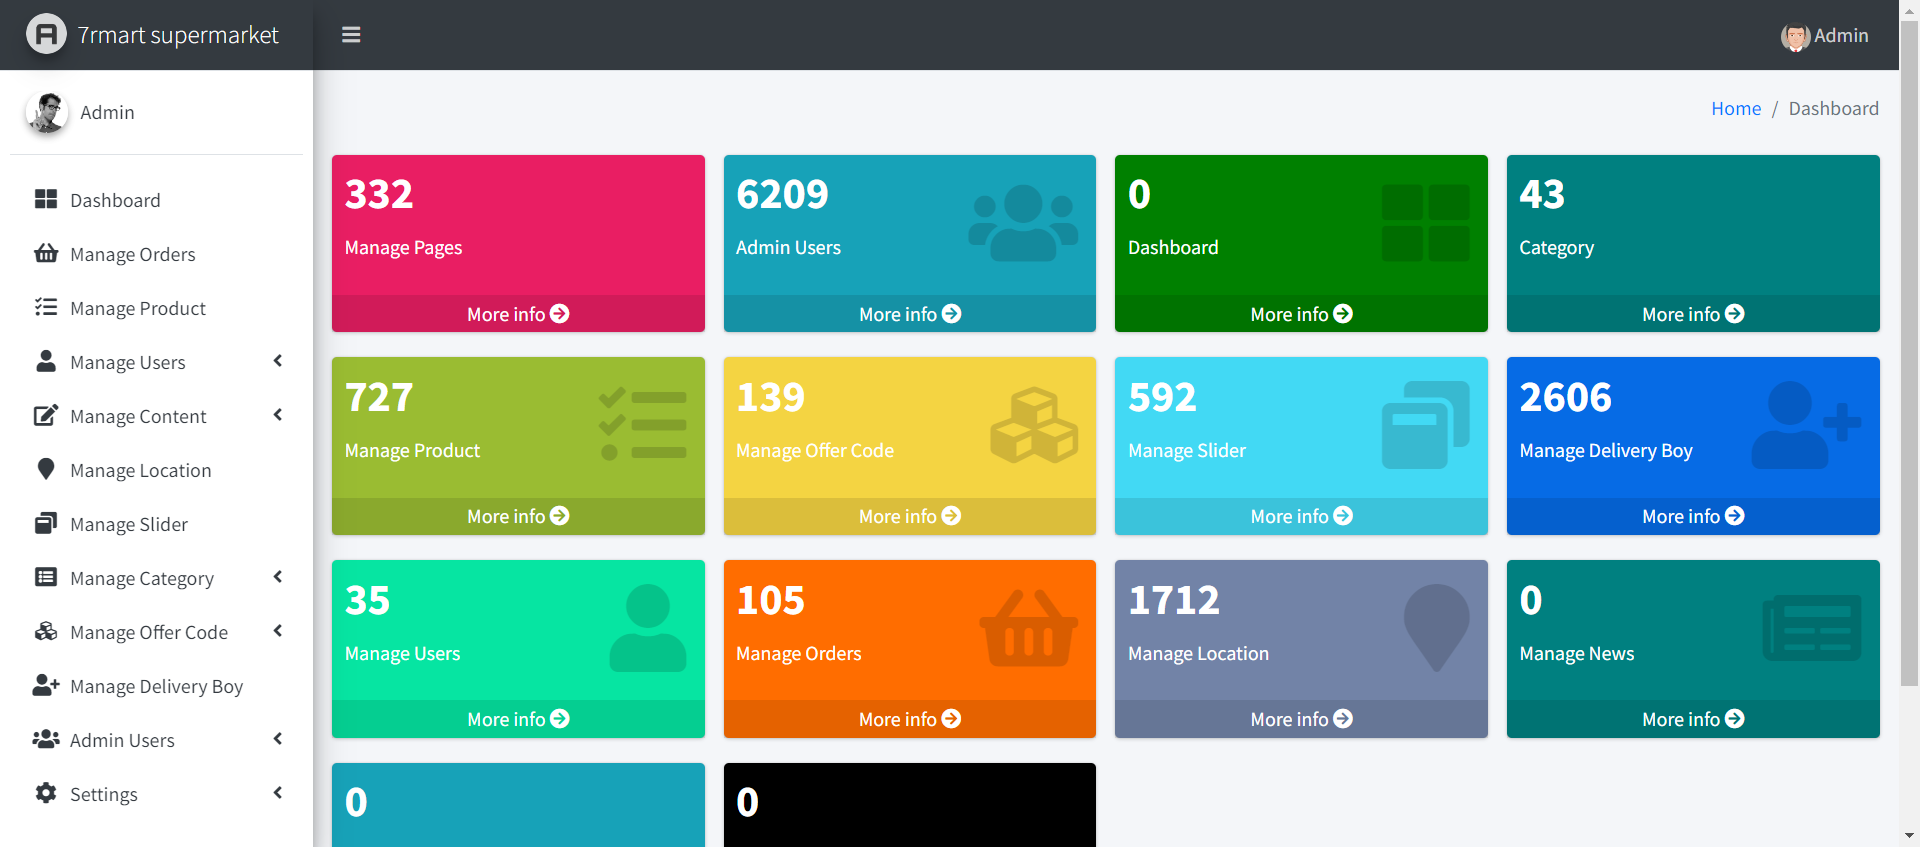 7rmart supermarket
Admin
Admin
Home / Dashboard
Dashboard
Manage Orders
Manage Product
Manage Users
Manage Content
Manage Location
Manage Slider
Manage Category
Manage Offer Code
Manage Delivery Boy
Admin Users
Settings
332
Manage Pages
More info
6209
Admin Users
More info
0
Dashboard
More info
43
Category
More info
727
Manage Product
More info
139
Manage Offer Code
More info
592
Manage Slider
More info
2606
Manage Delivery Boy
More info
35
Manage Users
More info
105
Manage Orders
More info
1712
Manage Location
More info
0
Manage News
More info
0
0